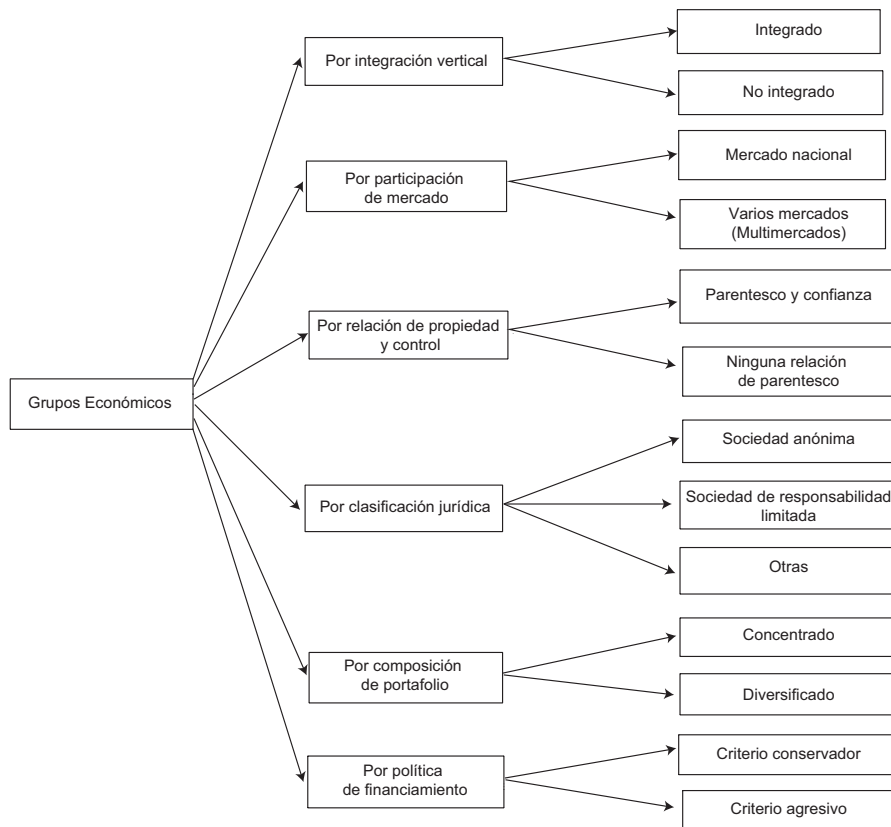 Grupos Económicos
Por integración vertical
Integrado
No integrado
Por participación
de mercado
Mercado nacional
Varios mercados
(Multimercados)
Por relación de propiedad
y control
Parentesco y confianza
Ninguna relación
de parentesco
Por clasificación jurídica
Sociedad anónima
Sociedad de responsabilidad
limitada
Otras
Por composición
de portafolio
Concentrado
Diversificado
Por política
de financiamiento
Criterio conservador
Criterio agresivo